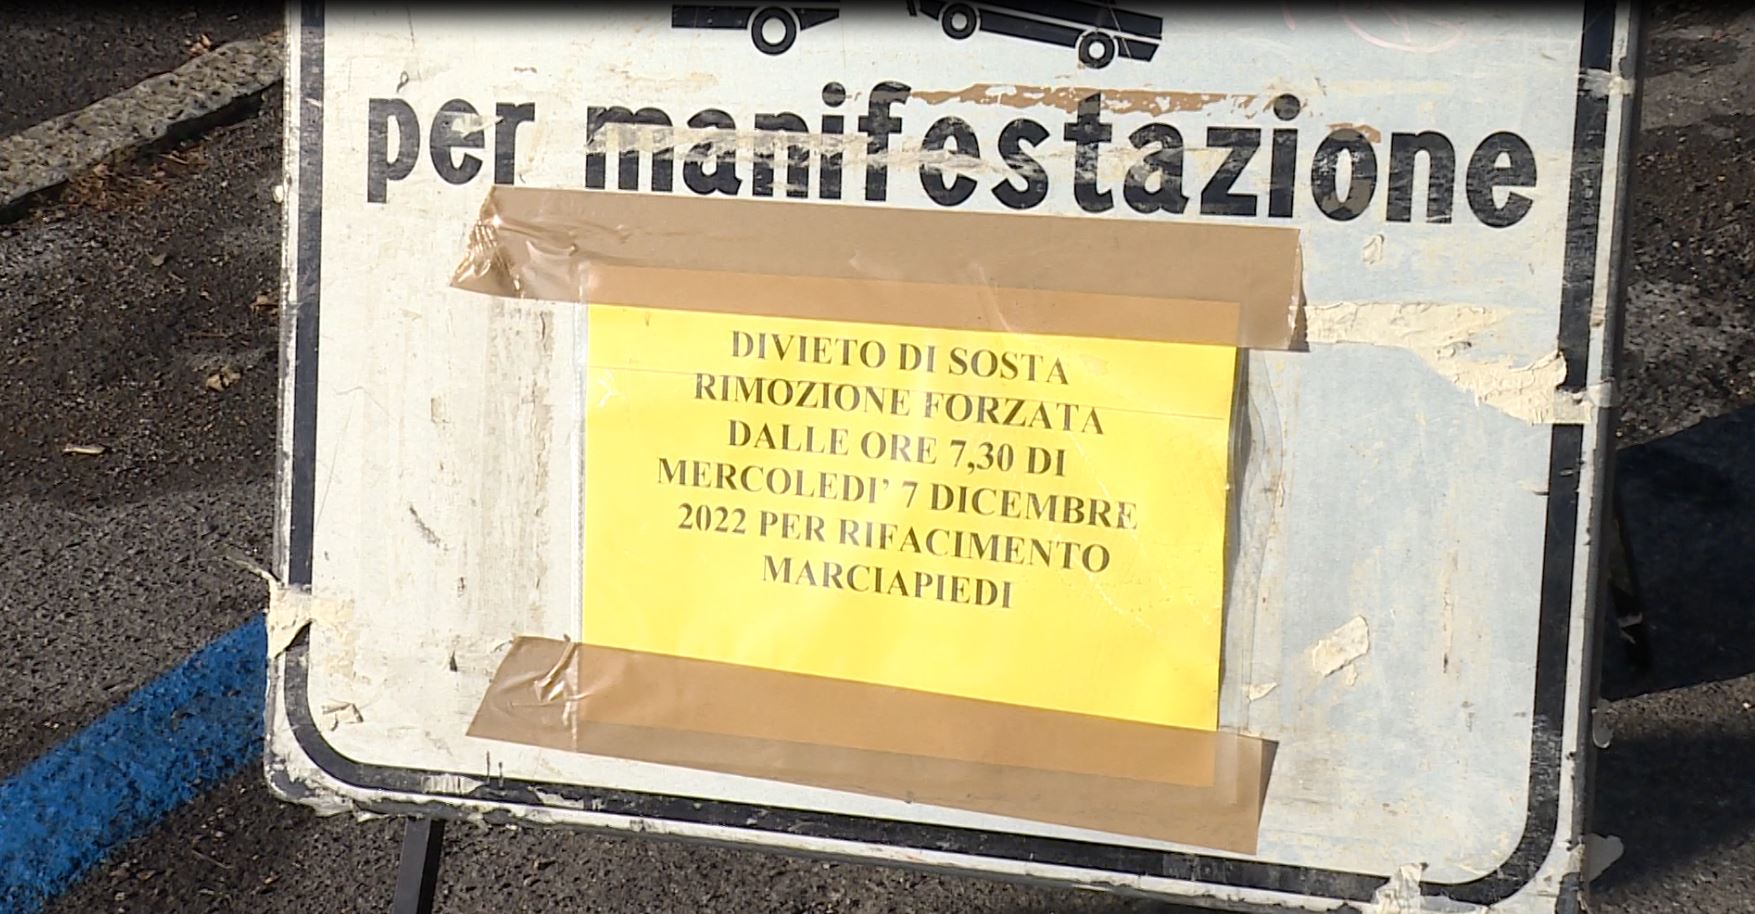 per manifestazione
DIVIETO DI SOSTA
RIMOZIONE FORZATA
DALLE ORE 7,30 DI
MERCOLEDI' 7 DICEMBRE
2022 PER RIFACIMENTO
MARCIAPIEDI